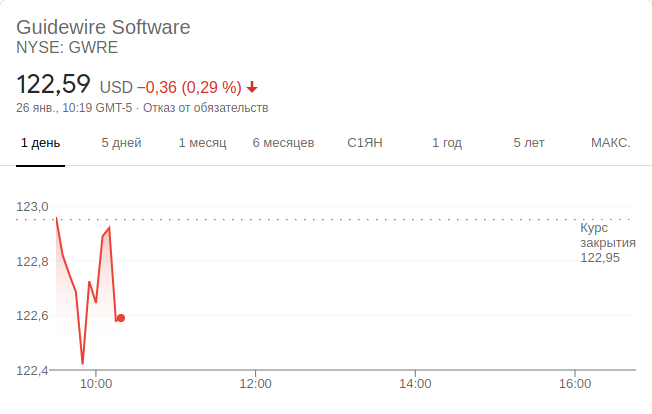 Guidewire Software
NYSE: GWRE
122,59 USD −0,36 (0,29 %)
26 янв., 10:19 GMT-5 · Отказ от обязательств
1 день 5 дней 1 месяц 6 месяцев С1ЯН 1 год 5 лет МАКС.
123,0
Курс
закрытия
122,95
122,8
122,6
122,4
10:00 12:00 14:00 16:00